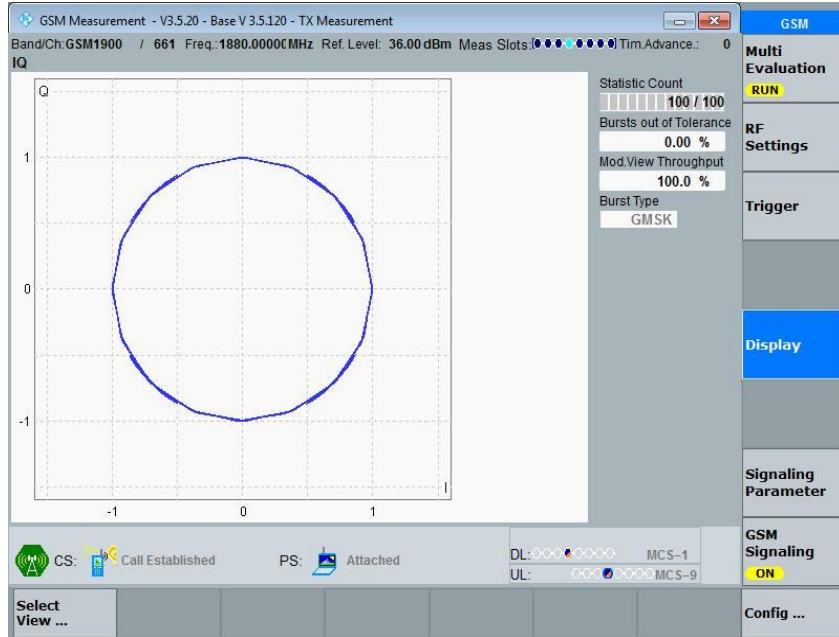 GSM Measurement - V3.5.20 - Base V 3.5.120 - TX Measurement
GSM
Band/Ch:GSM1900 / 661 Freq.:1880.0000 MHz Ref. Level: 36.00 dBm Meas Slots: Tim.Advance.: 0
IQ
Multi
Evaluation
RUN
Q
Statistic Count
100 / 100
Bursts out of Tolerance
0.00 %
Mod.View Throughput
100.0 %
Burst Type
GMSK
RF
Settings
Trigger
1
0
-1
I
-1 0 1
Display
Signaling
Parameter
GSM
Signaling
ON
CS: Call Established PS: Attached
DL: MCS-1
UL: MCS-9
Select
View ...
Config ...